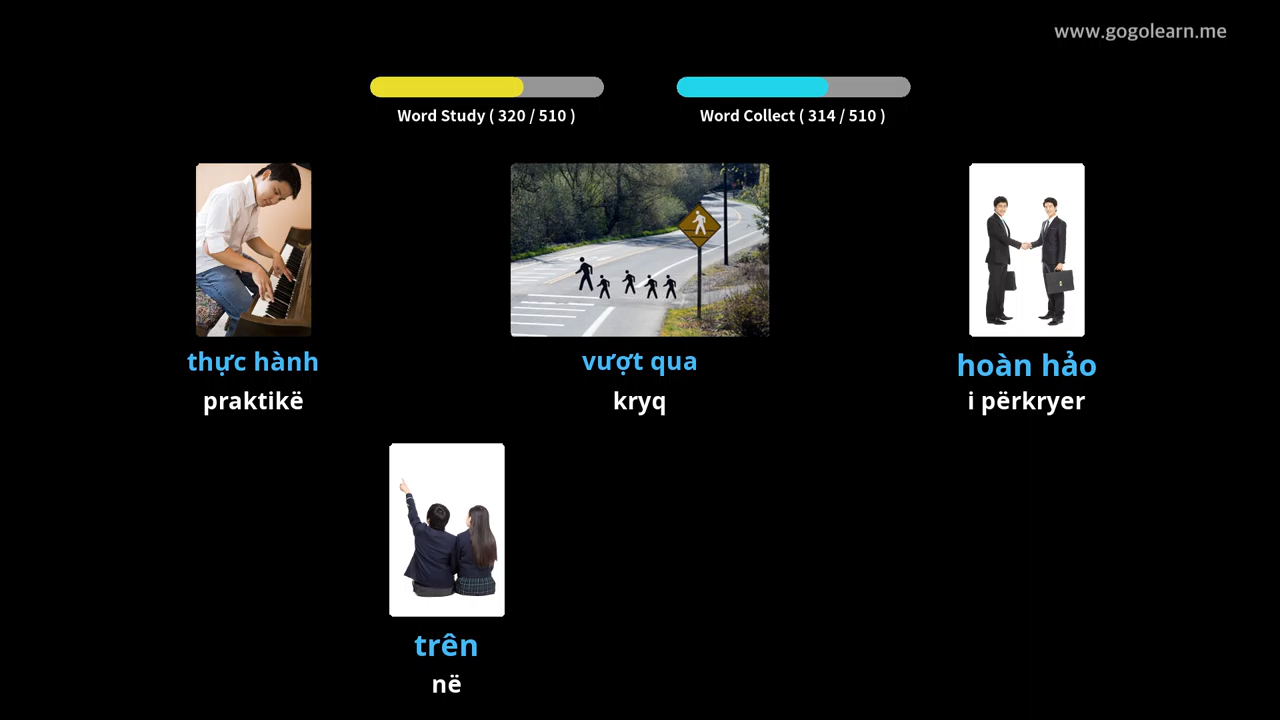 www.gogolearn.me
Word Study ( 320 / 510 )
Word Collect ( 314 / 510 )
thực hành
praktikë
vượt qua
kryq
hoàn hảo
i përkryer
trên
në